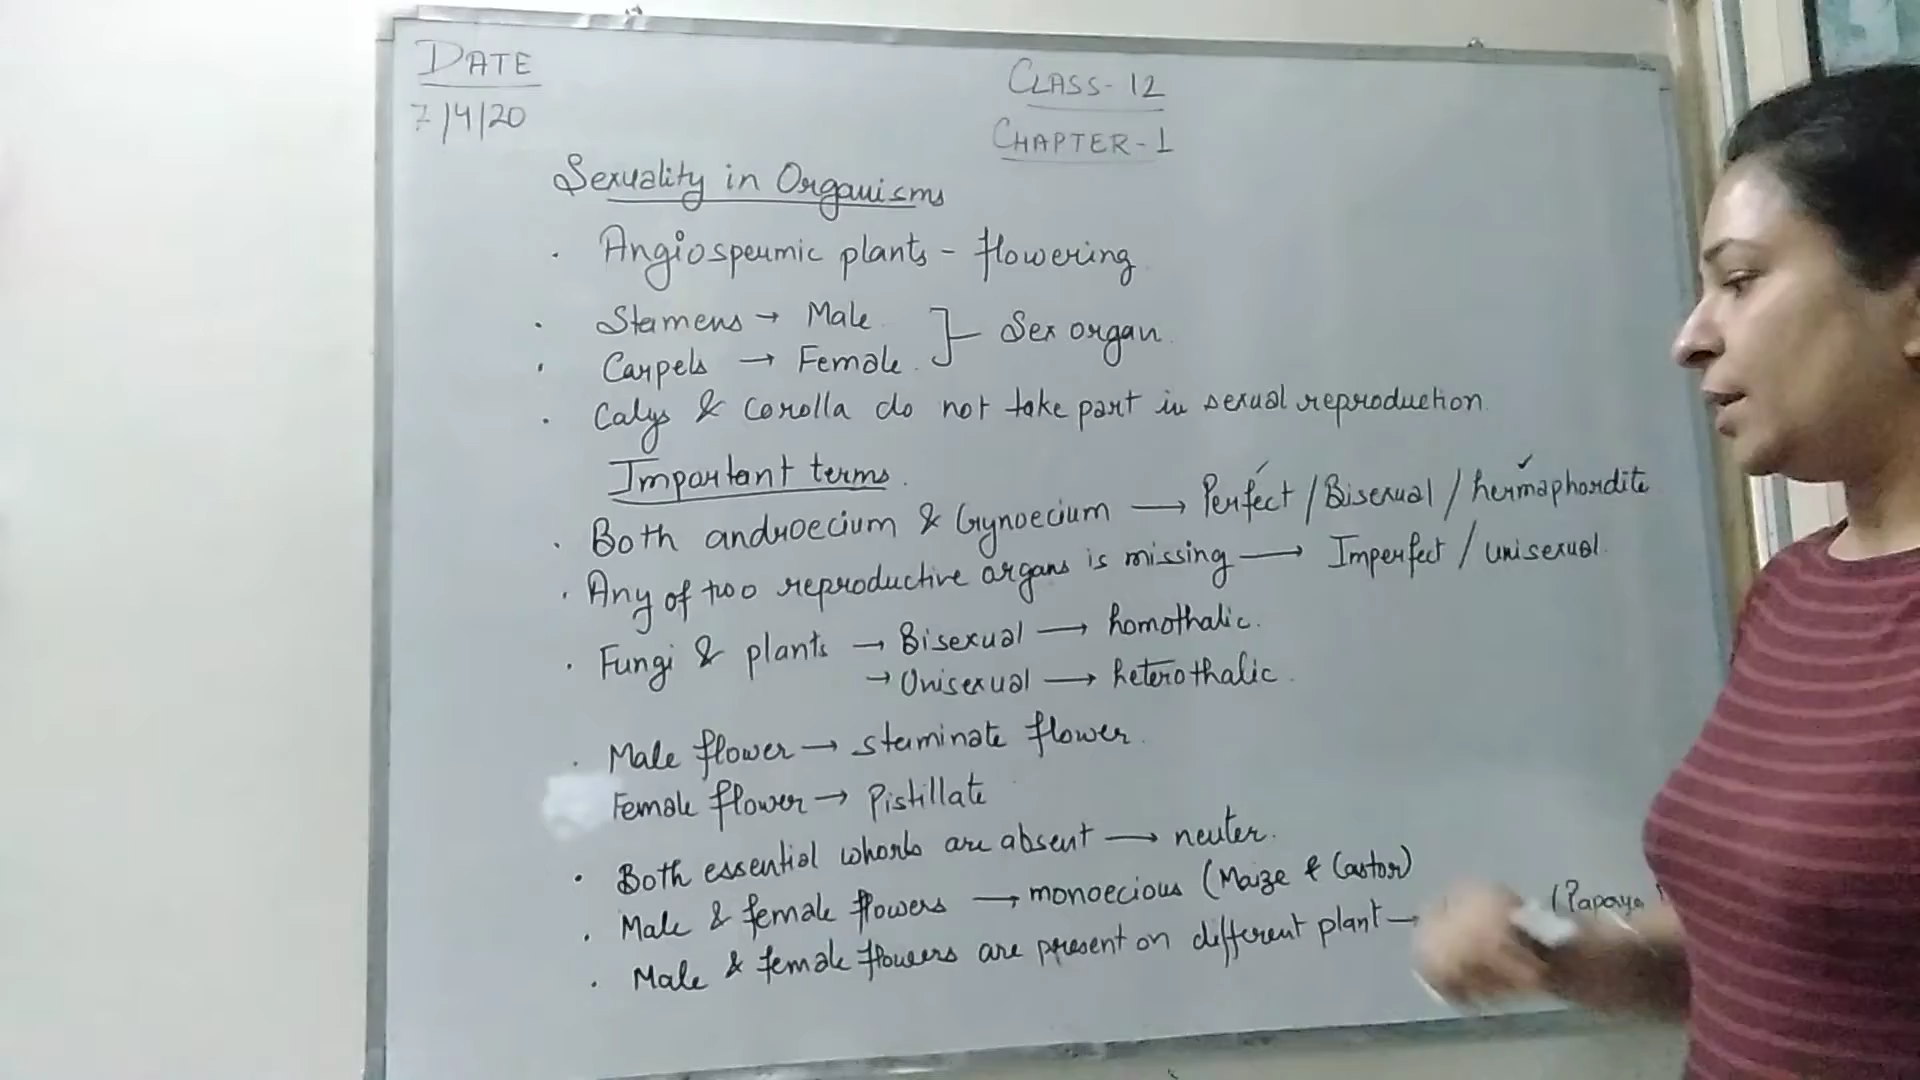 DATE
7/4/20
CLASS-12
CHAPTER-1
Sexuality in Organisms
. Angiospermic plants - flowering
. Stamens → Male
. Carpels → Female ] Sex organ
. Calys & Corolla do not take part in sexual reproduction
Important terms.
. Both androecium & Gynoecium → Perfect / Bisexual / hermaphordite
. Any of two reproductive organs is missing → Imperfect / unisexual.
. Fungi & plants → Bisexual → homothalic.
→ Unisexual → heterothalic.
. Male flower → staminate flower.
Female flower → Pistillate
. Both essential whorls are absent → neuter.
. Male & female flowers → monoecious (Maize & Castor)
. Male & female flowers are present on different plant → (Papaya